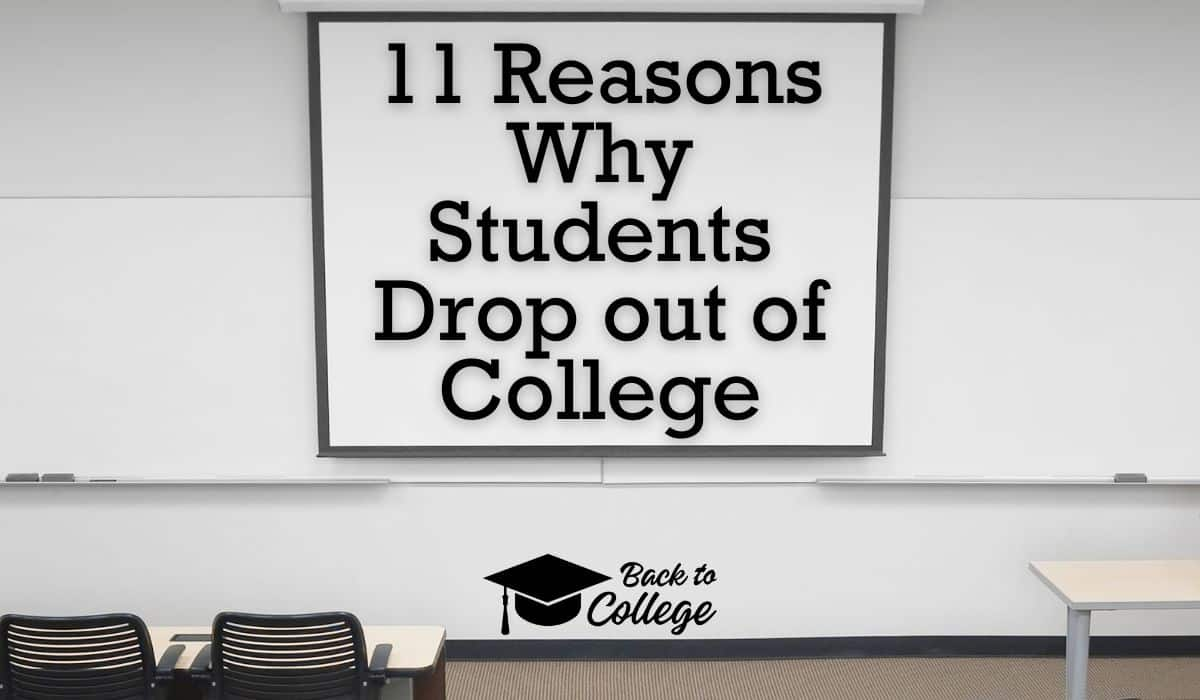 11 Reasons
Why
Students
Drop out of
College
Back to
College